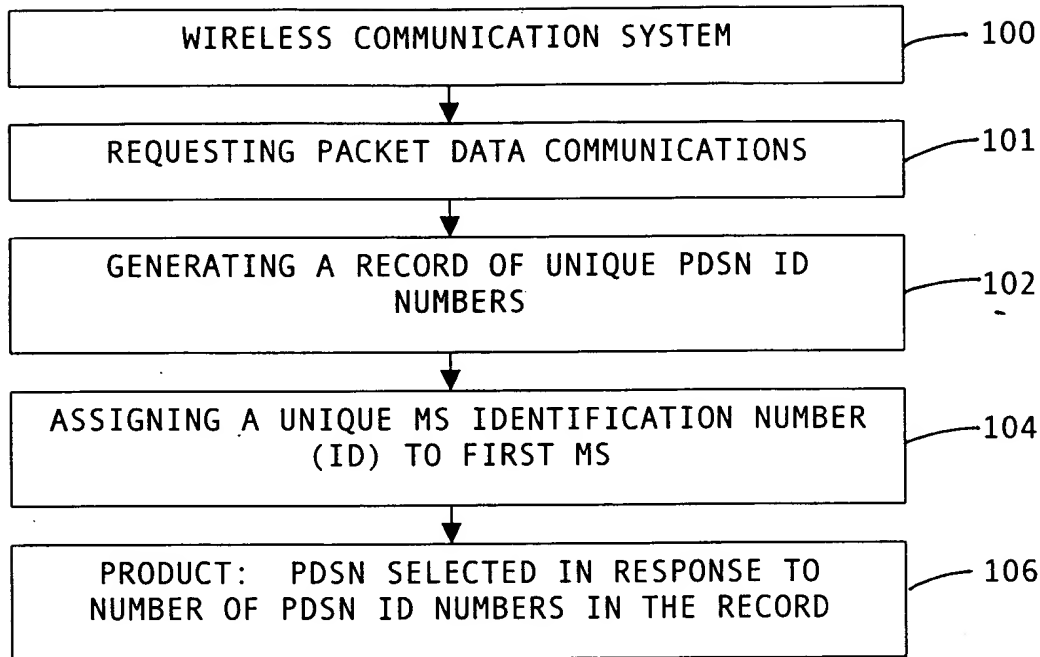 WIRELESS COMMUNICATION SYSTEM
100
REQUESTING PACKET DATA COMMUNICATIONS
101
GENERATING A RECORD OF UNIQUE PDSN ID
NUMBERS
102
ASSIGNING A UNIQUE MS IDENTIFICATION NUMBER
(ID) TO FIRST MS
104
PRODUCT: PDSN SELECTED IN RESPONSE TO
NUMBER OF PDSN ID NUMBERS IN THE RECORD
106